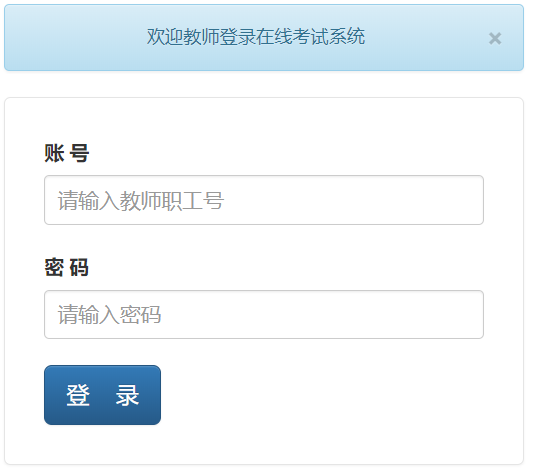 欢迎教师登录在线考试系统 ×
账 号
请输入教师职工号
密 码
请输入密码
登 录